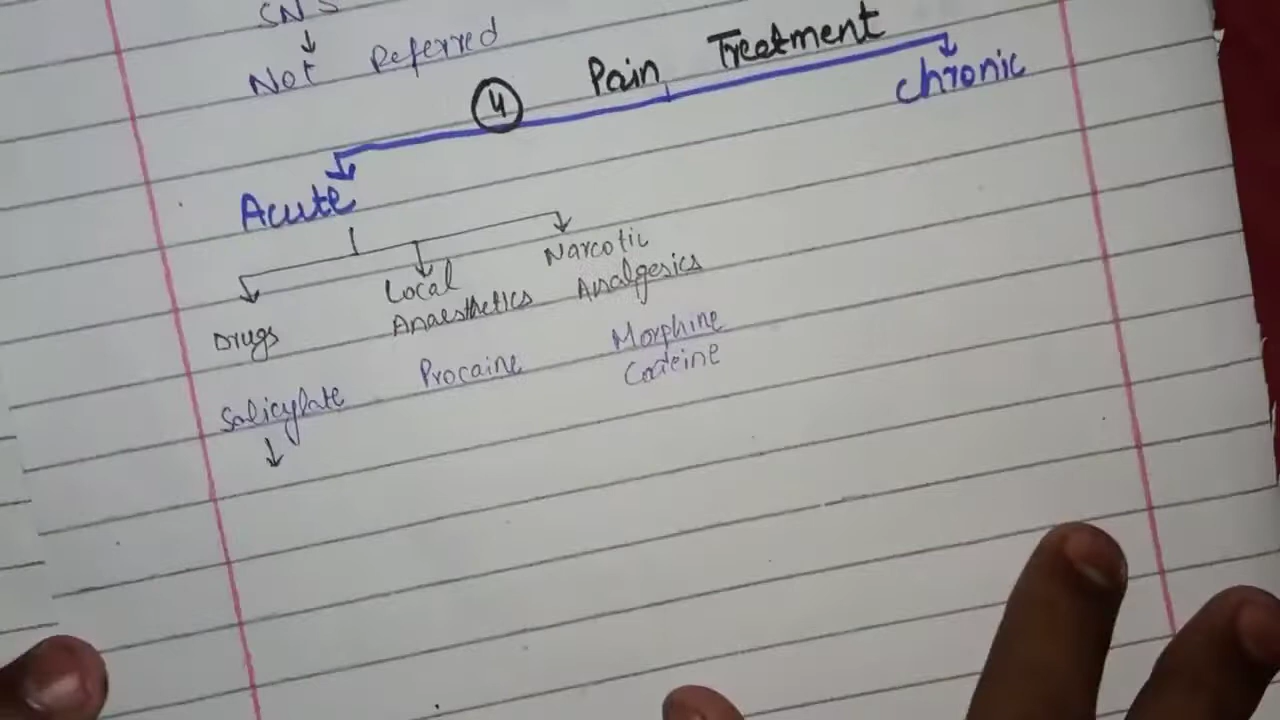 SNS
↓
Not Referred
④ Pain Treatment
Acute
Chronic
Drugs
Local
Anaesthetics
Narcotic
Analgesics
Salicylate
↓
Procaine
Morphine
Codeine